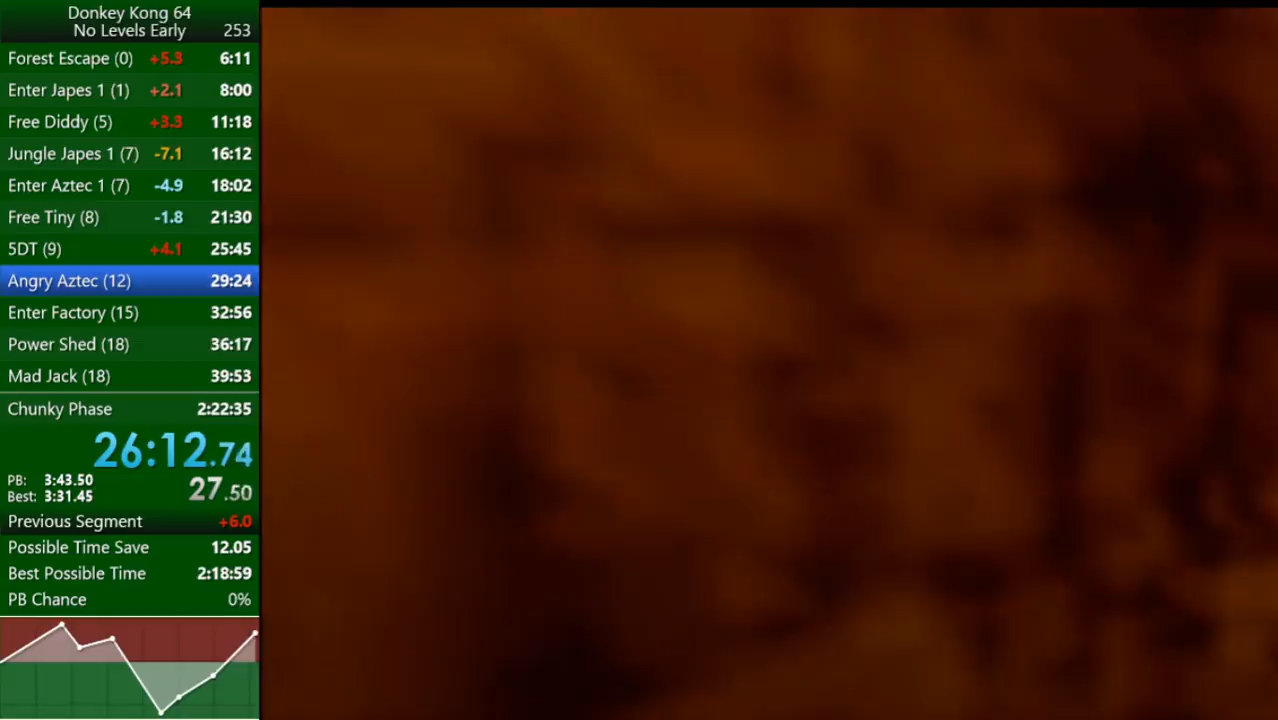 Donkey Kong 64
No Levels Early 253
Forest Escape (0) +5.3 6:11
Enter Japes 1 (1) +2.1 8:00
Free Diddy (5) +3.3 11:18
Jungle Japes 1 (7) -7.1 16:12
Enter Aztec 1 (7) -4.9 18:02
Free Tiny (8) -1.8 21:30
5DT (9) +4.1 25:45
Angry Aztec (12) 29:24
Enter Factory (15) 32:56
Power Shed (18) 36:17
Mad Jack (18) 39:53
Chunky Phase 2:22:35
26:12.74
PB: 3:43.50
Best: 3:31.45
27.50
Previous Segment +6.0
Possible Time Save 12.05
Best Possible Time 2:18:59
PB Chance 0%